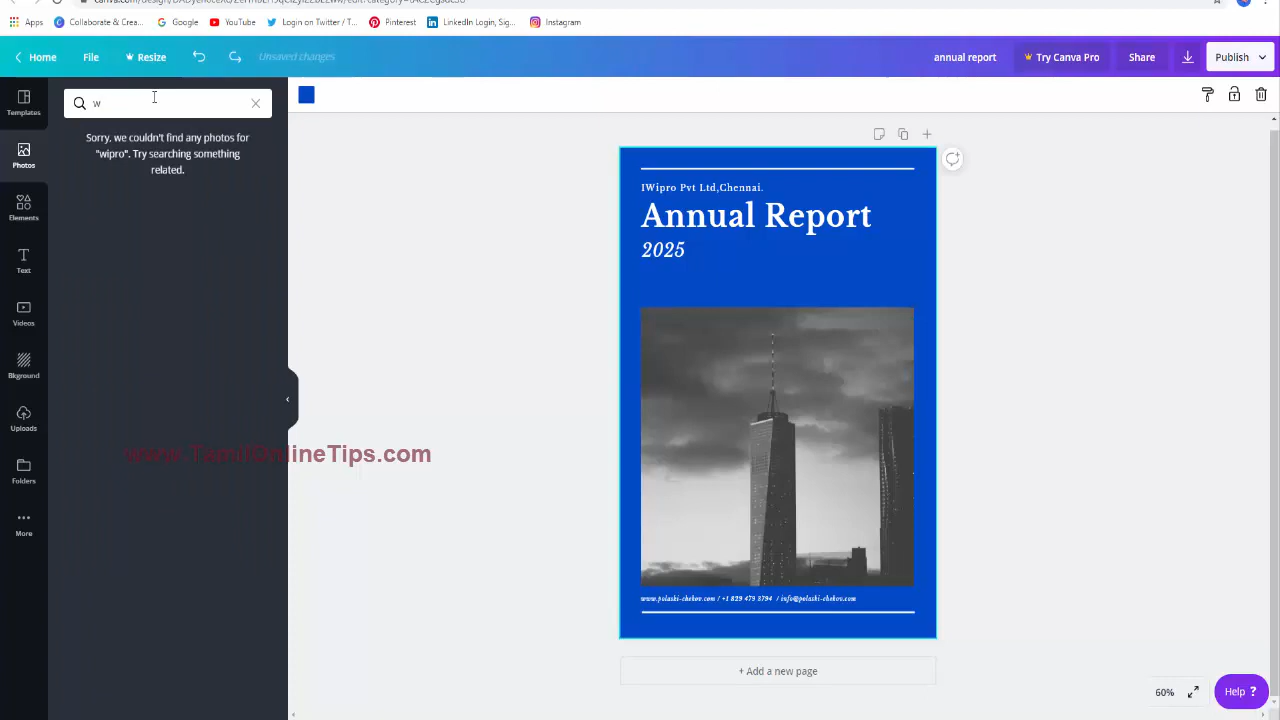 Apps Collaborate & Crea... Google YouTube Login on Twitter / T... Pinterest LinkedIn Login, Sig... Instagram
Home File Resize Unsaved changes annual report Try Canva Pro Share Publish
Templates
Photos
Elements
Text
Videos
Bkground
Uploads
Folders
More
w
Sorry, we couldn't find any photos for
"wipro". Try searching something
related.
IWipro Pvt Ltd,Chennai.
Annual Report
2025
www.polaski-chekov.com / +1 829 473 3794 / info@polaski-chekov.com
+ Add a new page
www.TamilOnlineTips.com
60% Help ?